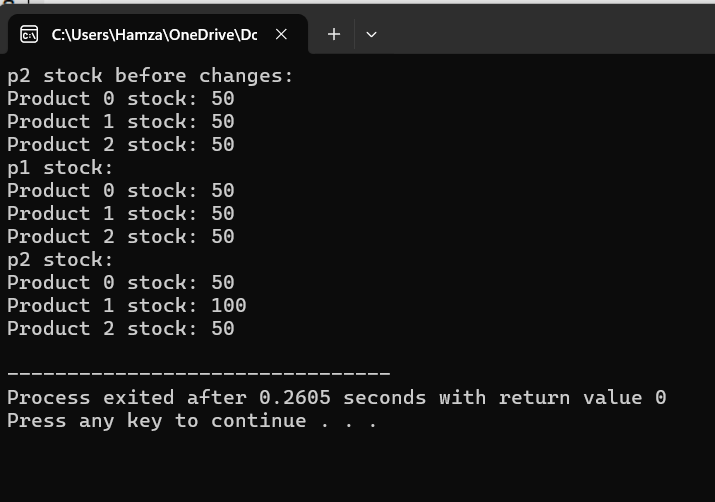 C:\Users\Hamza\OneDrive\Dc
p2 stock before changes:
Product 0 stock: 50
Product 1 stock: 50
Product 2 stock: 50
p1 stock:
Product 0 stock: 50
Product 1 stock: 50
Product 2 stock: 50
p2 stock:
Product 0 stock: 50
Product 1 stock: 100
Product 2 stock: 50
--------------------------------
Process exited after 0.2605 seconds with return value 0
Press any key to continue . . .